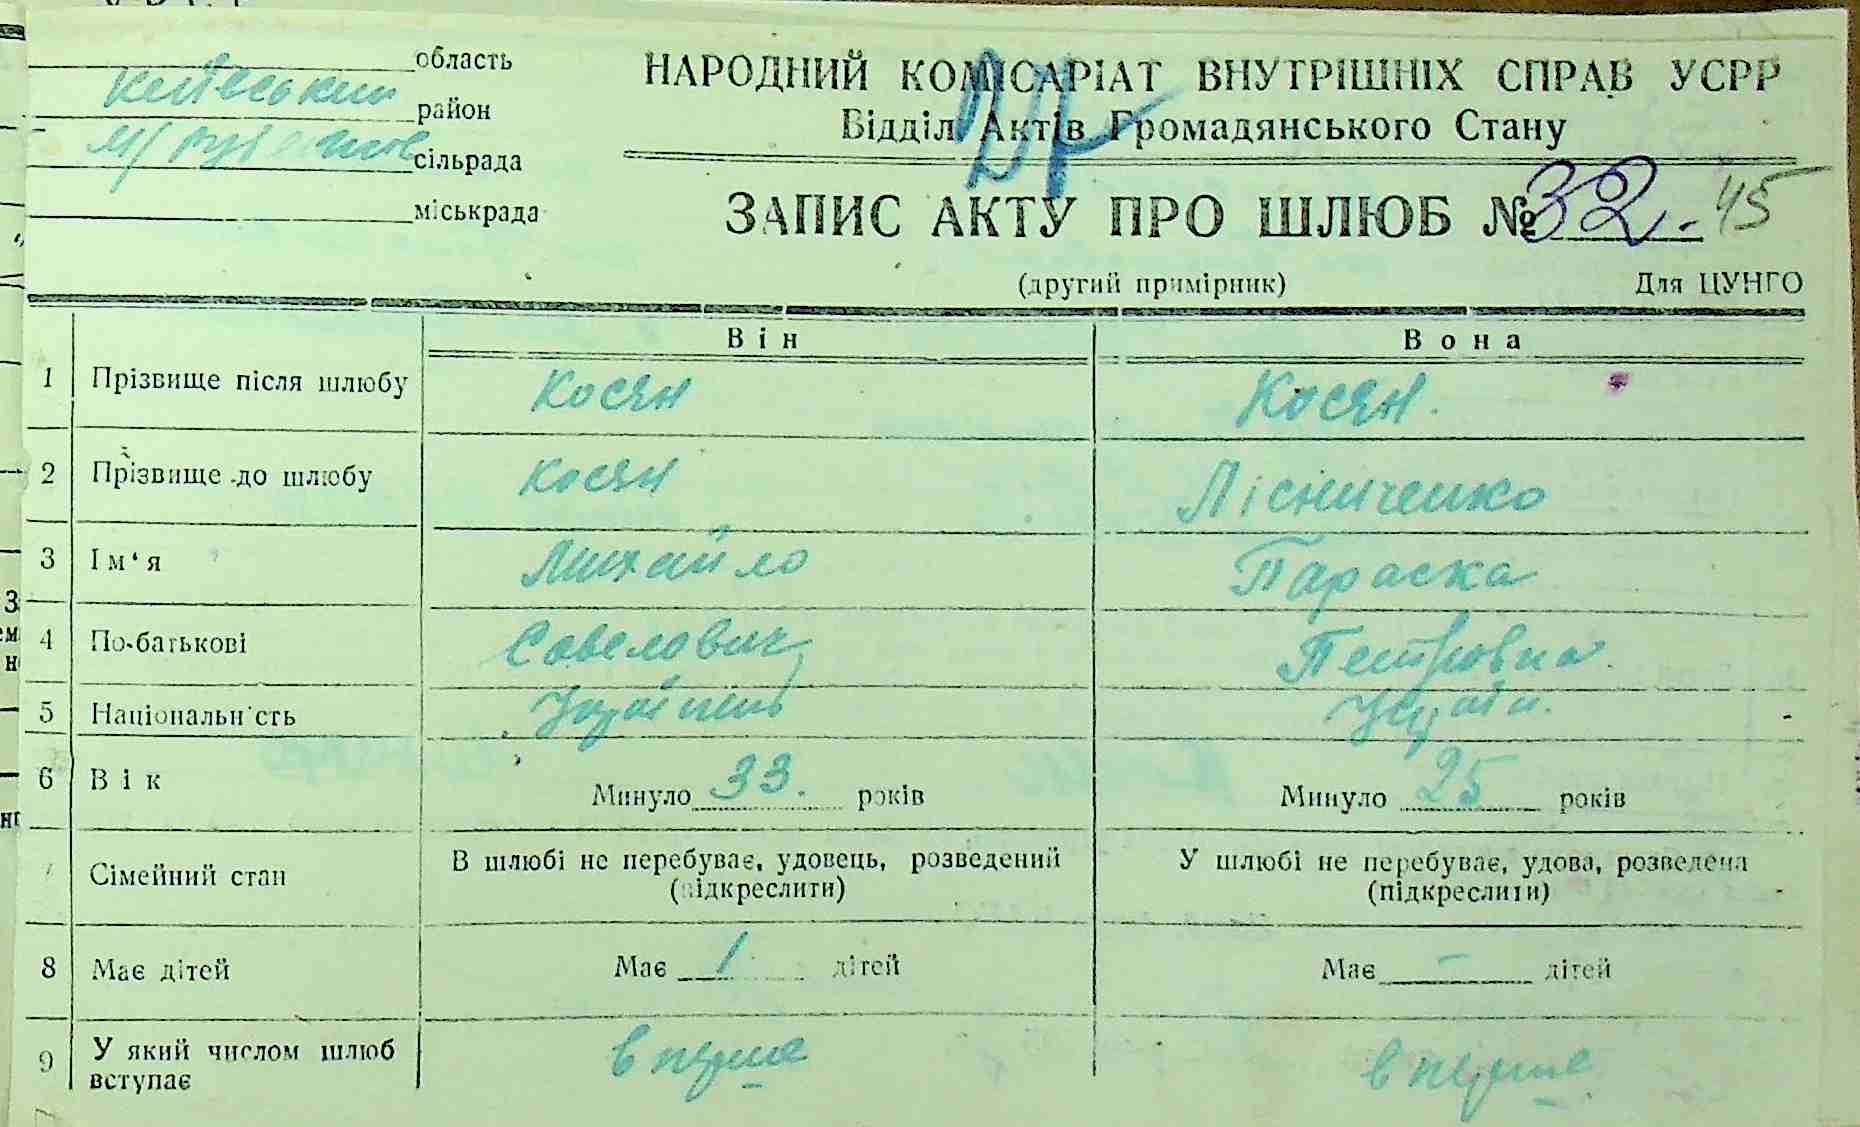 область
Київський район
сільрада
міськрада
НАРОДНИЙ КОМІСАРІАТ ВНУТРІШНІХ СПРАВ УСРР
Відділ Актів Громадянського Стану
ЗАПИС АКТУ ПРО ШЛЮБ № 32. 45
(другий примірник) Для ЦУНГО
Він Вона
1 Прізвище після шлюбу Косян Косян.
2 Прізвище до шлюбу Косян Лісниченко
3 Ім'я Михайло Параска
4 По-батькові Савелович Петровна
5 Національність
6 Вік Минуло 33. років Минуло 25 років
Сімейний стан В шлюбі не перебуває, удовець, розведений У шлюбі не перебуває, удова, розведена
(підкреслити) (підкреслити)
8 Має дітей Має 1 дітей Має - дітей
9 У який числом шлюб вступає в перше в перше